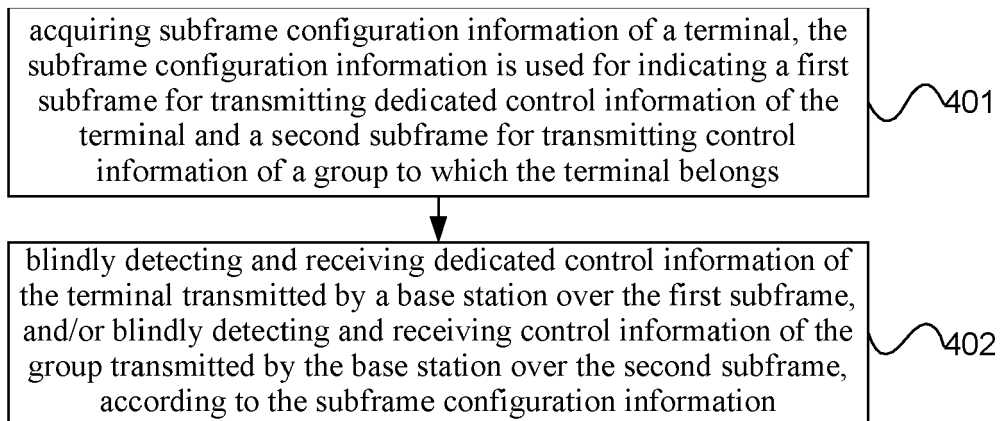 acquiring subframe configuration information of a terminal, the
subframe configuration information is used for indicating a first
subframe for transmitting dedicated control information of the
terminal and a second subframe for transmitting control
information of a group to which the terminal belongs
401
blindly detecting and receiving dedicated control information of
the terminal transmitted by a base station over the first subframe,
and/or blindly detecting and receiving control information of the
group transmitted by the base station over the second subframe,
according to the subframe configuration information
402